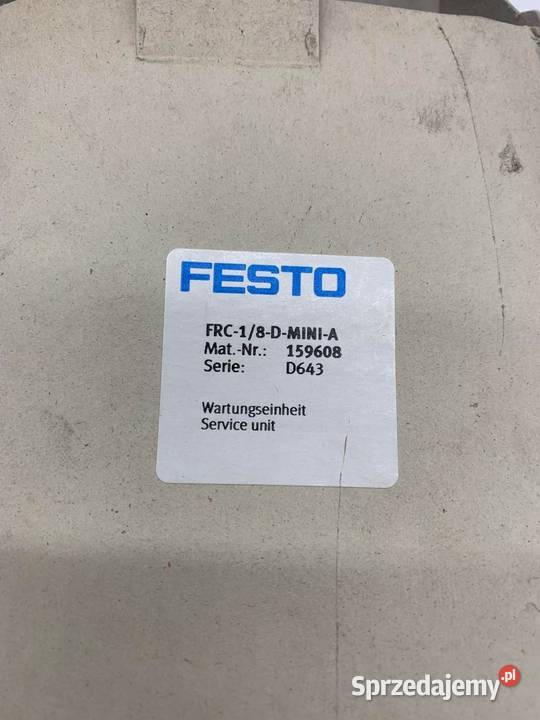 FESTO
FRC-1/8-D-MINI-A
Mat.-Nr.: 159608
Serie: D643
Wartungseinheit
Service unit
Sprzedajemy.pl